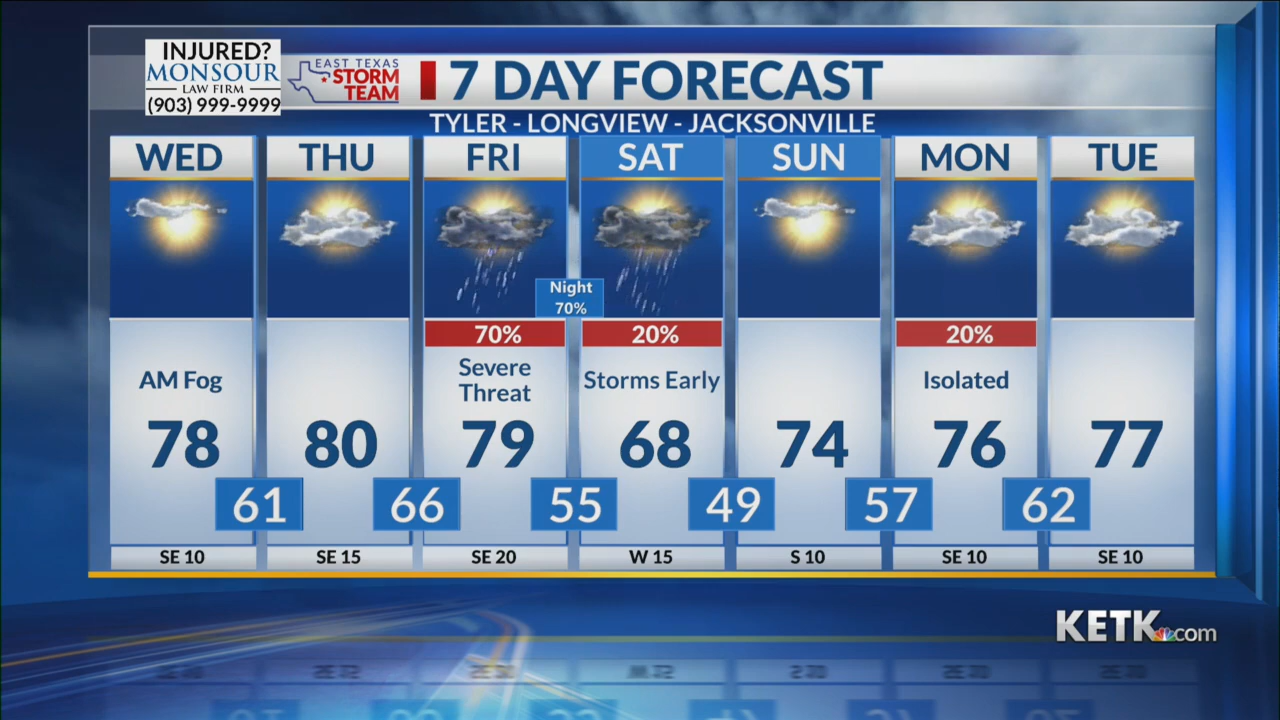 INJURED?
MONSOUR
LAW FIRM
(903) 999-9999
EAST TEXAS
STORM
TEAM
7 DAY FORECAST
TYLER - LONGVIEW - JACKSONVILLE
WED THU FRI SAT SUN MON TUE
Night
70%
70% 20% 20%
AM Fog
Severe
Threat
Storms Early
Isolated
78 80 79 68 74 76 77
61 66 55 49 57 62
SE 10 SE 15 SE 20 W 15 S 10 SE 10 SE 10
KETK.com